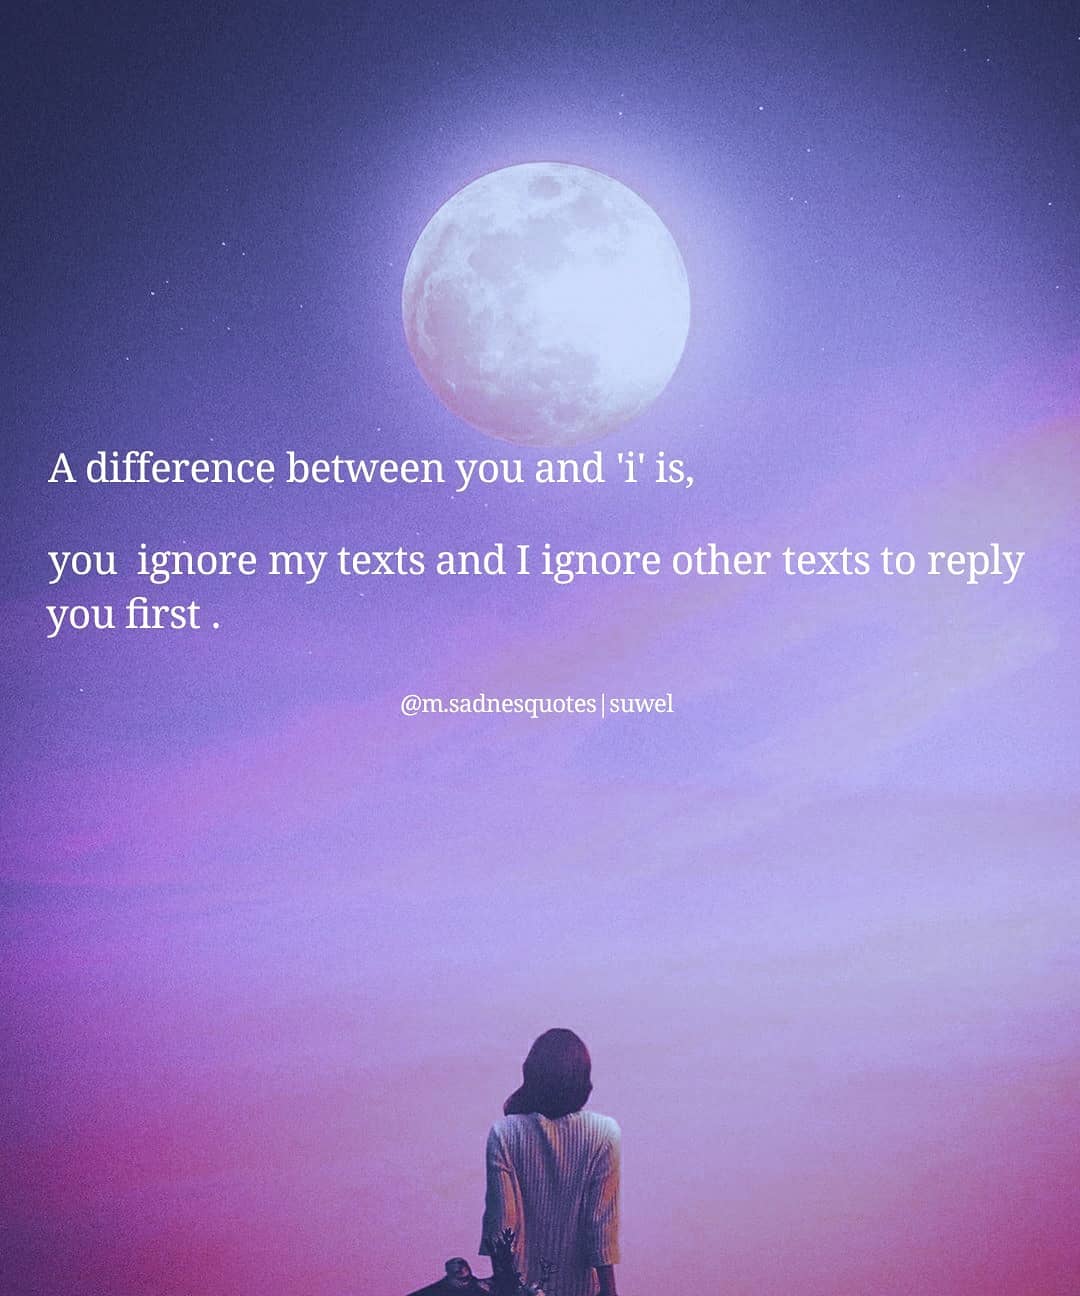 A difference between you and 'i' is,
you  ignore my texts and I ignore other texts to reply
you first .
@m.sadnesquotes|suwel